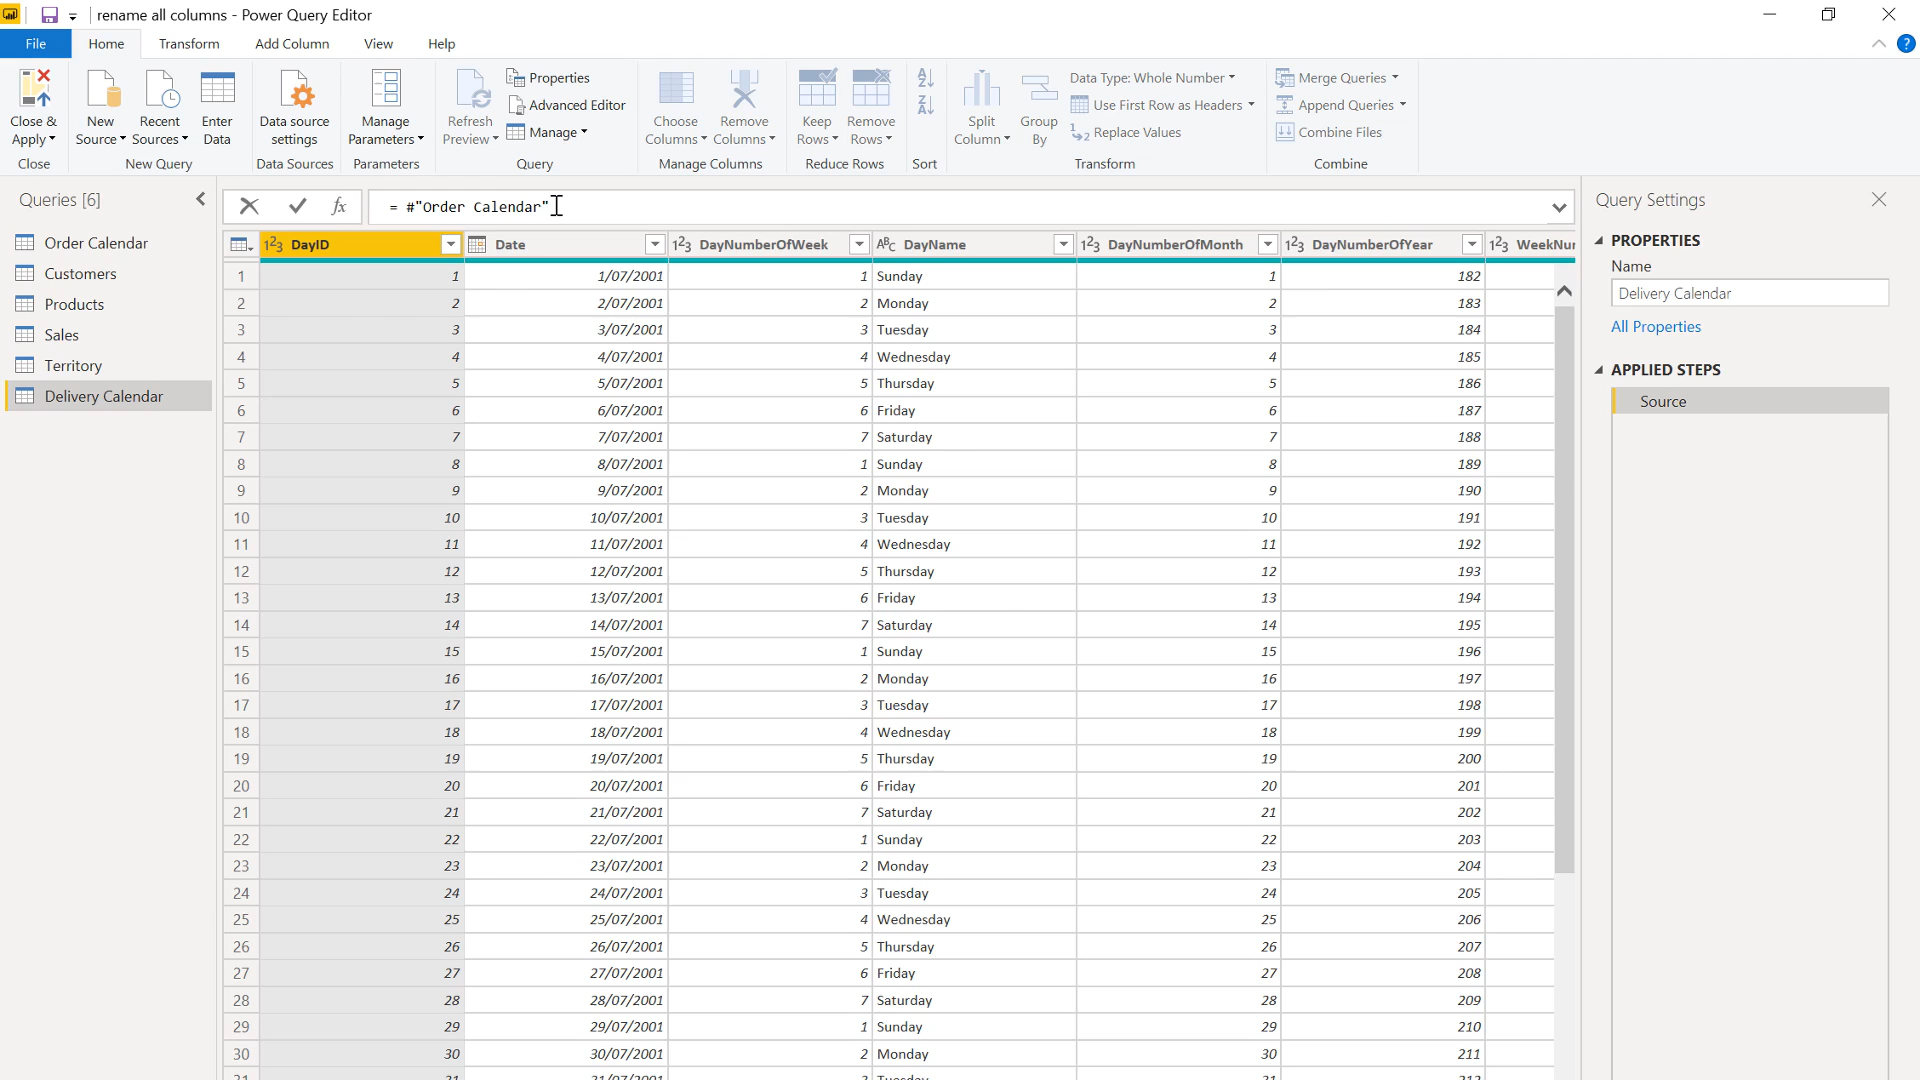 rename all columns - Power Query Editor
File Home Transform Add Column View Help
Close & Apply
New Source
Recent Sources
Enter Data
Data source settings
Manage Parameters
Refresh Preview
Properties
Advanced Editor
Manage
Choose Columns
Remove Columns
Keep Rows
Remove Rows
Split Column
Group By
Data Type: Whole Number
Use First Row as Headers
Replace Values
Merge Queries
Append Queries
Combine Files
Close New Query Data Sources Parameters Query Manage Columns Reduce Rows Sort Transform Combine
Queries [6]
Order Calendar
Customers
Products
Sales
Territory
Delivery Calendar
= #"Order Calendar"
DayID Date DayNumberOfWeek DayName DayNumberOfMonth DayNumberOfYear WeekNu
1 1 1/07/2001 1 Sunday 1 182
2 2 2/07/2001 2 Monday 2 183
3 3 3/07/2001 3 Tuesday 3 184
4 4 4/07/2001 4 Wednesday 4 185
5 5 5/07/2001 5 Thursday 5 186
6 6 6/07/2001 6 Friday 6 187
7 7 7/07/2001 7 Saturday 7 188
8 8 8/07/2001 1 Sunday 8 189
9 9 9/07/2001 2 Monday 9 190
10 10 10/07/2001 3 Tuesday 10 191
11 11 11/07/2001 4 Wednesday 11 192
12 12 12/07/2001 5 Thursday 12 193
13 13 13/07/2001 6 Friday 13 194
14 14 14/07/2001 7 Saturday 14 195
15 15 15/07/2001 1 Sunday 15 196
16 16 16/07/2001 2 Monday 16 197
17 17 17/07/2001 3 Tuesday 17 198
18 18 18/07/2001 4 Wednesday 18 199
19 19 19/07/2001 5 Thursday 19 200
20 20 20/07/2001 6 Friday 20 201
21 21 21/07/2001 7 Saturday 21 202
22 22 22/07/2001 1 Sunday 22 203
23 23 23/07/2001 2 Monday 23 204
24 24 24/07/2001 3 Tuesday 24 205
25 25 25/07/2001 4 Wednesday 25 206
26 26 26/07/2001 5 Thursday 26 207
27 27 27/07/2001 6 Friday 27 208
28 28 28/07/2001 7 Saturday 28 209
29 29 29/07/2001 1 Sunday 29 210
30 30 30/07/2001 2 Monday 30 211
Query Settings
PROPERTIES
Name
Delivery Calendar
All Properties
APPLIED STEPS
Source